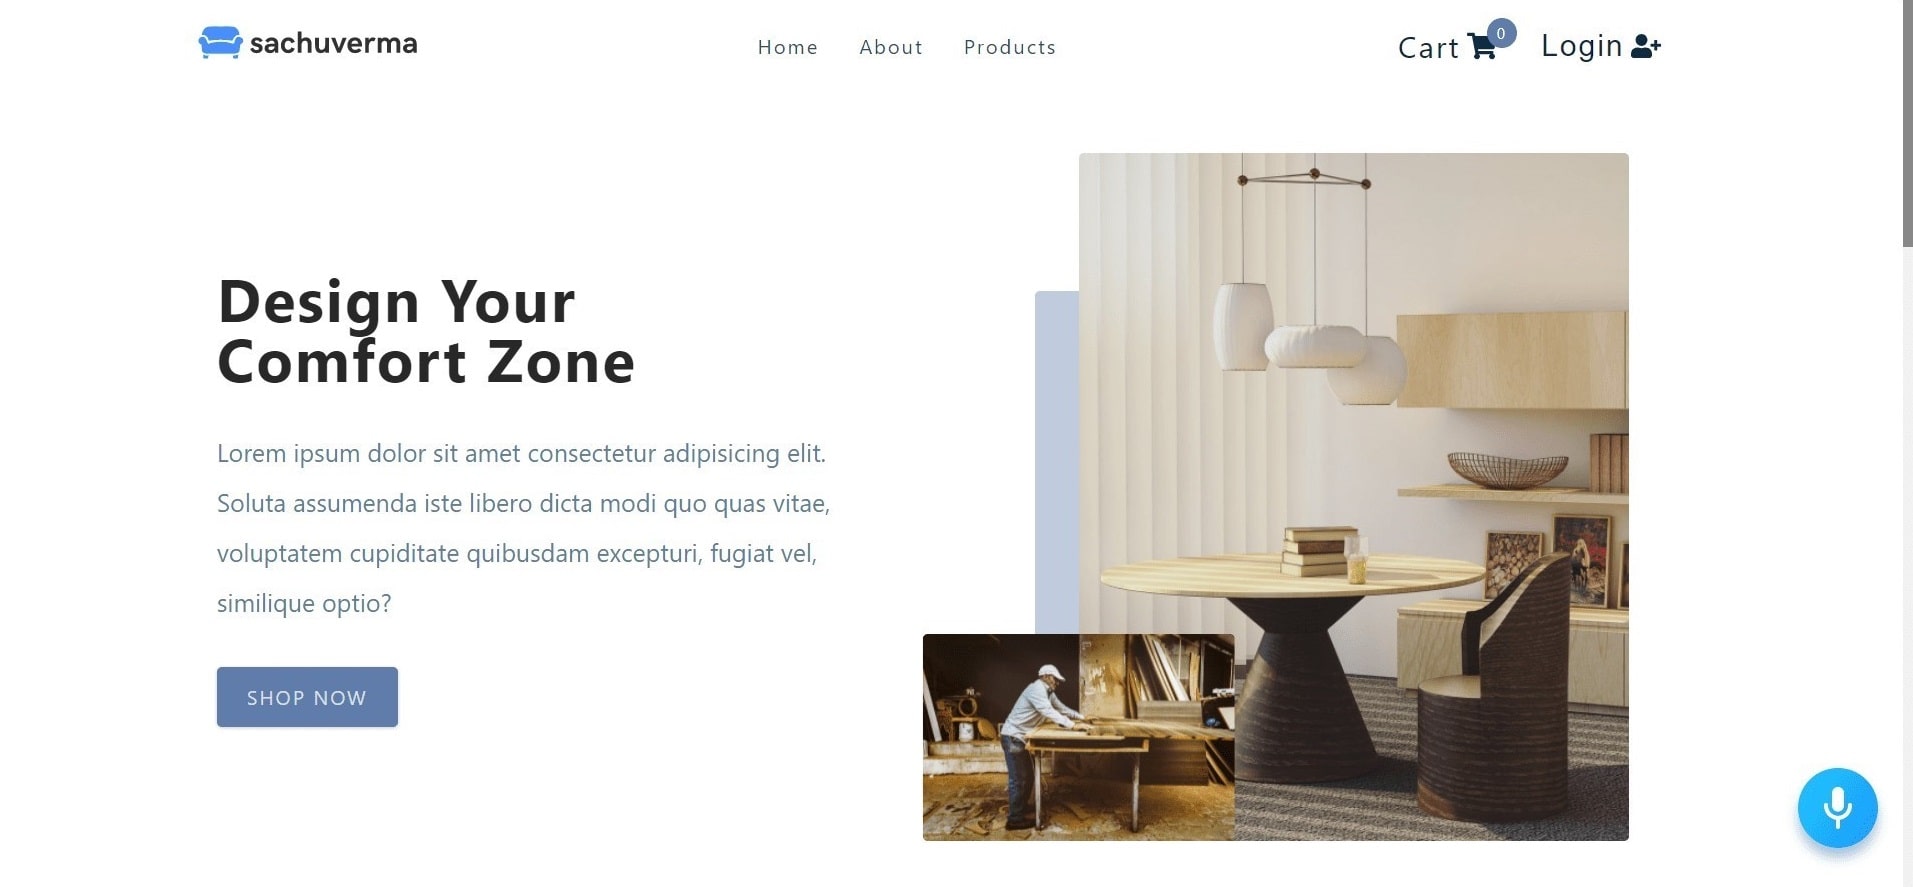 sachuverma
Home
About
Products
Cart
0
Login
Design Your
Comfort Zone
Lorem ipsum dolor sit amet consectetur adipisicing elit.
Soluta assumenda iste libero dicta modi quo quas vitae,
voluptatem cupiditate quibusdam excepturi, fugiat vel,
similique optio?
SHOP NOW